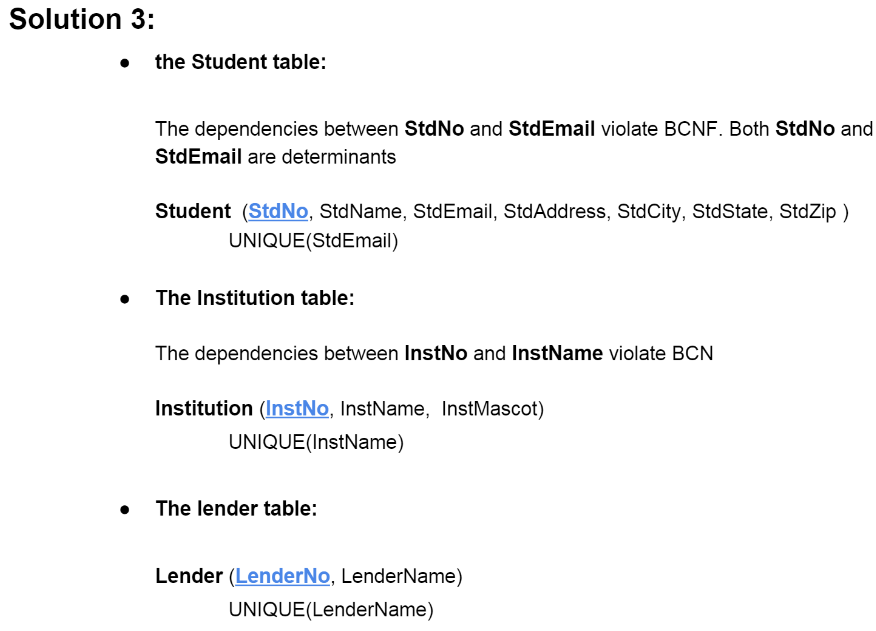 Solution 3:
● the Student table:
The dependencies between StdNo and StdEmail violate BCNF. Both StdNo and
StdEmail are determinants
Student (StdNo, StdName, StdEmail, StdAddress, StdCity, StdState, StdZip )
UNIQUE(StdEmail)
● The Institution table:
The dependencies between InstNo and InstName violate BCN
Institution (InstNo, InstName, InstMascot)
UNIQUE(InstName)
● The lender table:
Lender (LenderNo, LenderName)
UNIQUE(LenderName)